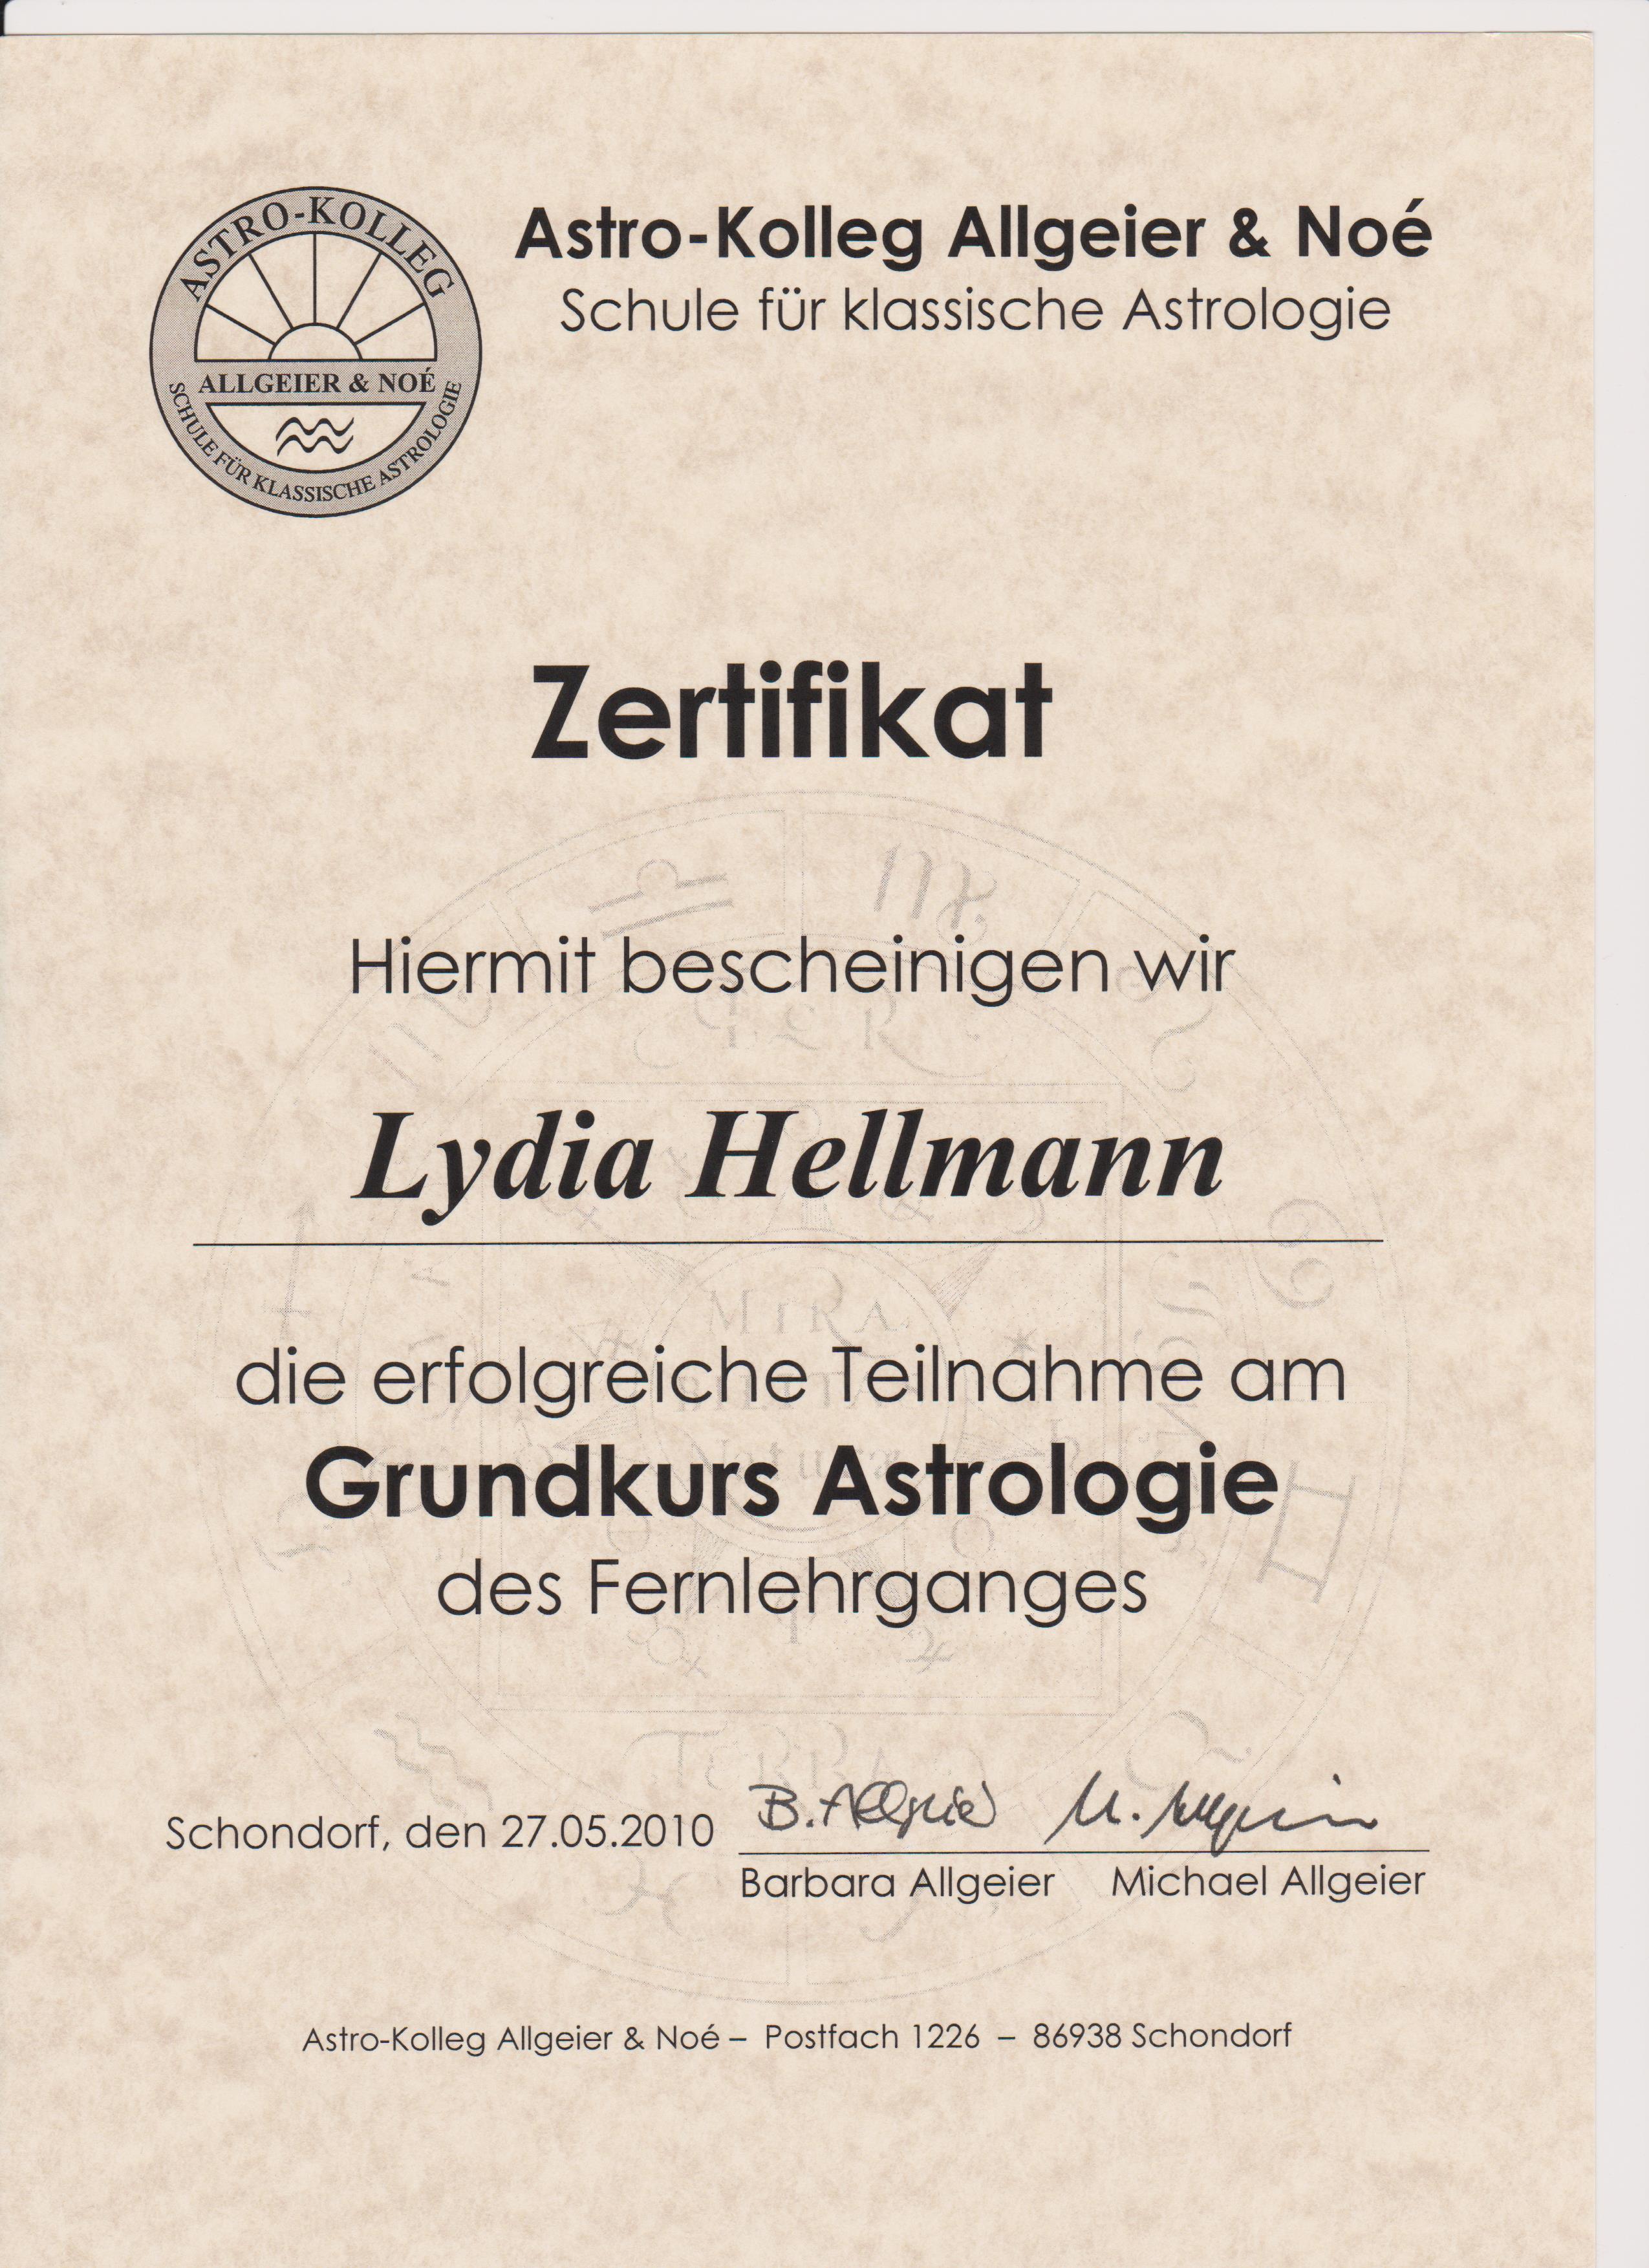 ASTRO-KOLLEG
ALLGEIER & NOÉ
SCHULE FÜR KLASSISCHE ASTROLOGIE
Astro-Kolleg Allgeier & Noé
Schule für klassische Astrologie
Zertifikat
Hiermit bescheinigen wir
Lydia Hellmann
MIRA
die erfolgreiche Teilnahme am
Grundkurs Astrologie
des Fernlehrganges
TERRA
Schondorf, den 27.05.2010
B. Allgeier M. Allgeier
Barbara Allgeier Michael Allgeier
Astro-Kolleg Allgeier & Noé – Postfach 1226 – 86938 Schondorf